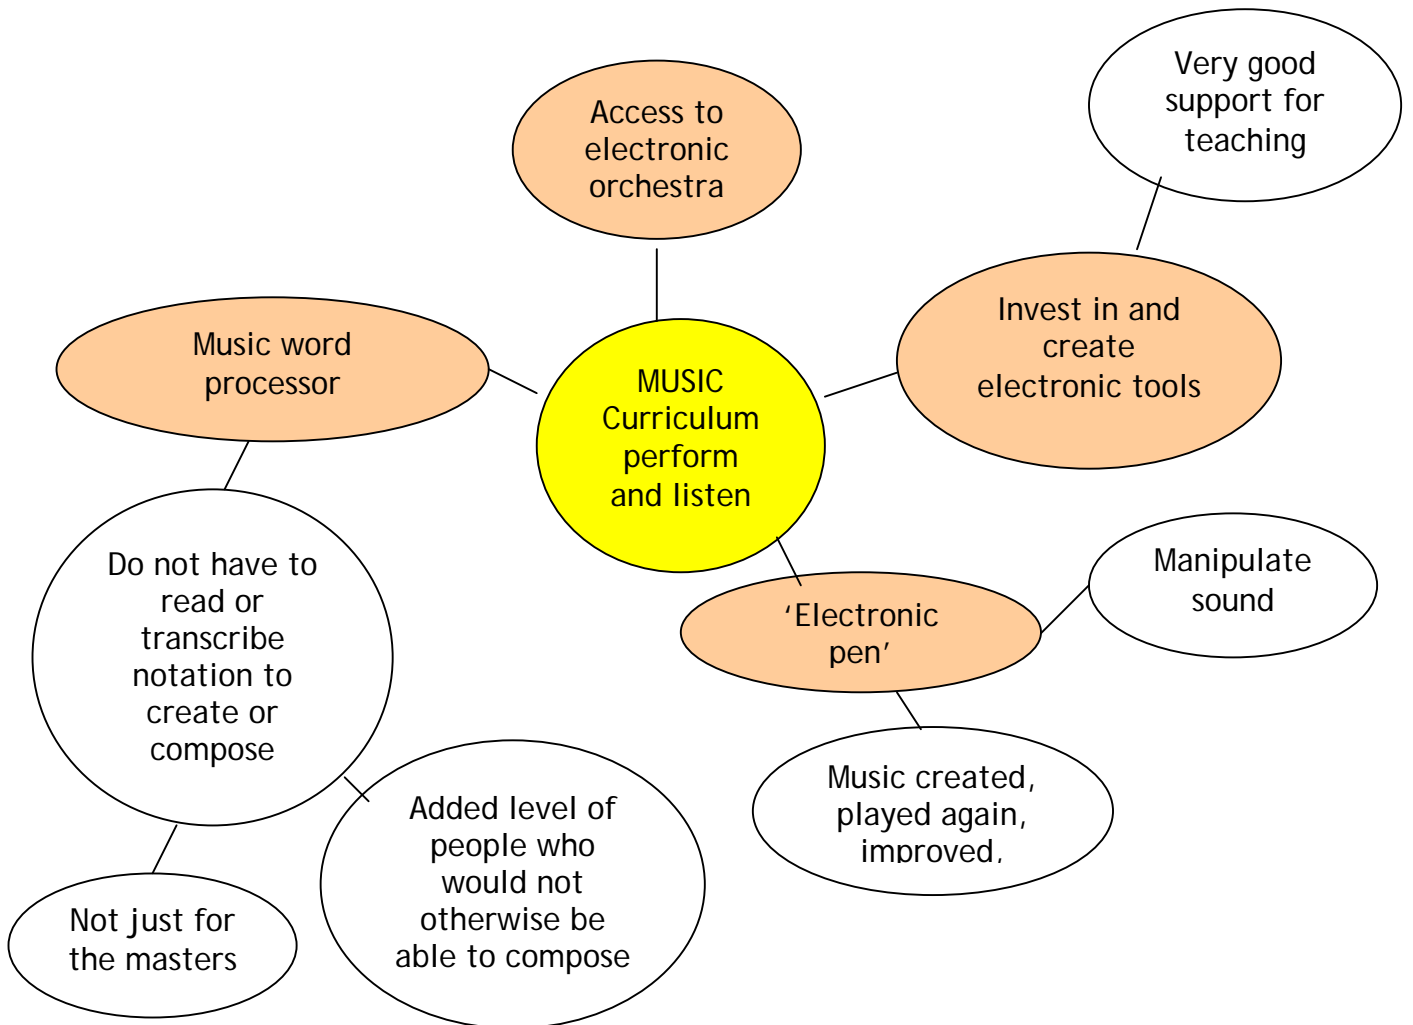 Very good
support for
teaching
Access to
electronic
orchestra
Invest in and
create
electronic tools
Music word
processor
MUSIC
Curriculum
perform
and listen
Manipulate
sound
‘Electronic
pen’
Do not have to
read or
transcribe
notation to
create or
compose
Music created,
played again,
improved,
Added level of
people who
would not
otherwise be
able to compose
Not just for
the masters